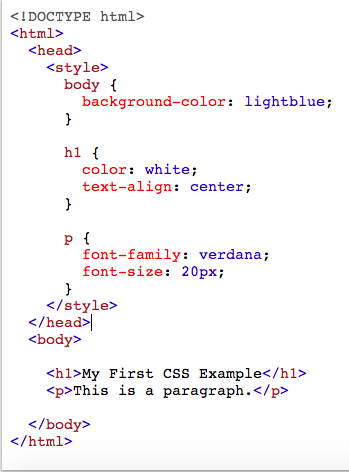 <!DOCTYPE html>
<html>
  <head>
    <style>
      body {
        background-color: lightblue;
      }

      h1 {
        color: white;
        text-align: center;
      }

      p {
        font-family: verdana;
        font-size: 20px;
      }
    </style>
  </head>
  <body>

    <h1>My First CSS Example</h1>
    <p>This is a paragraph.</p>

  </body>
</html>